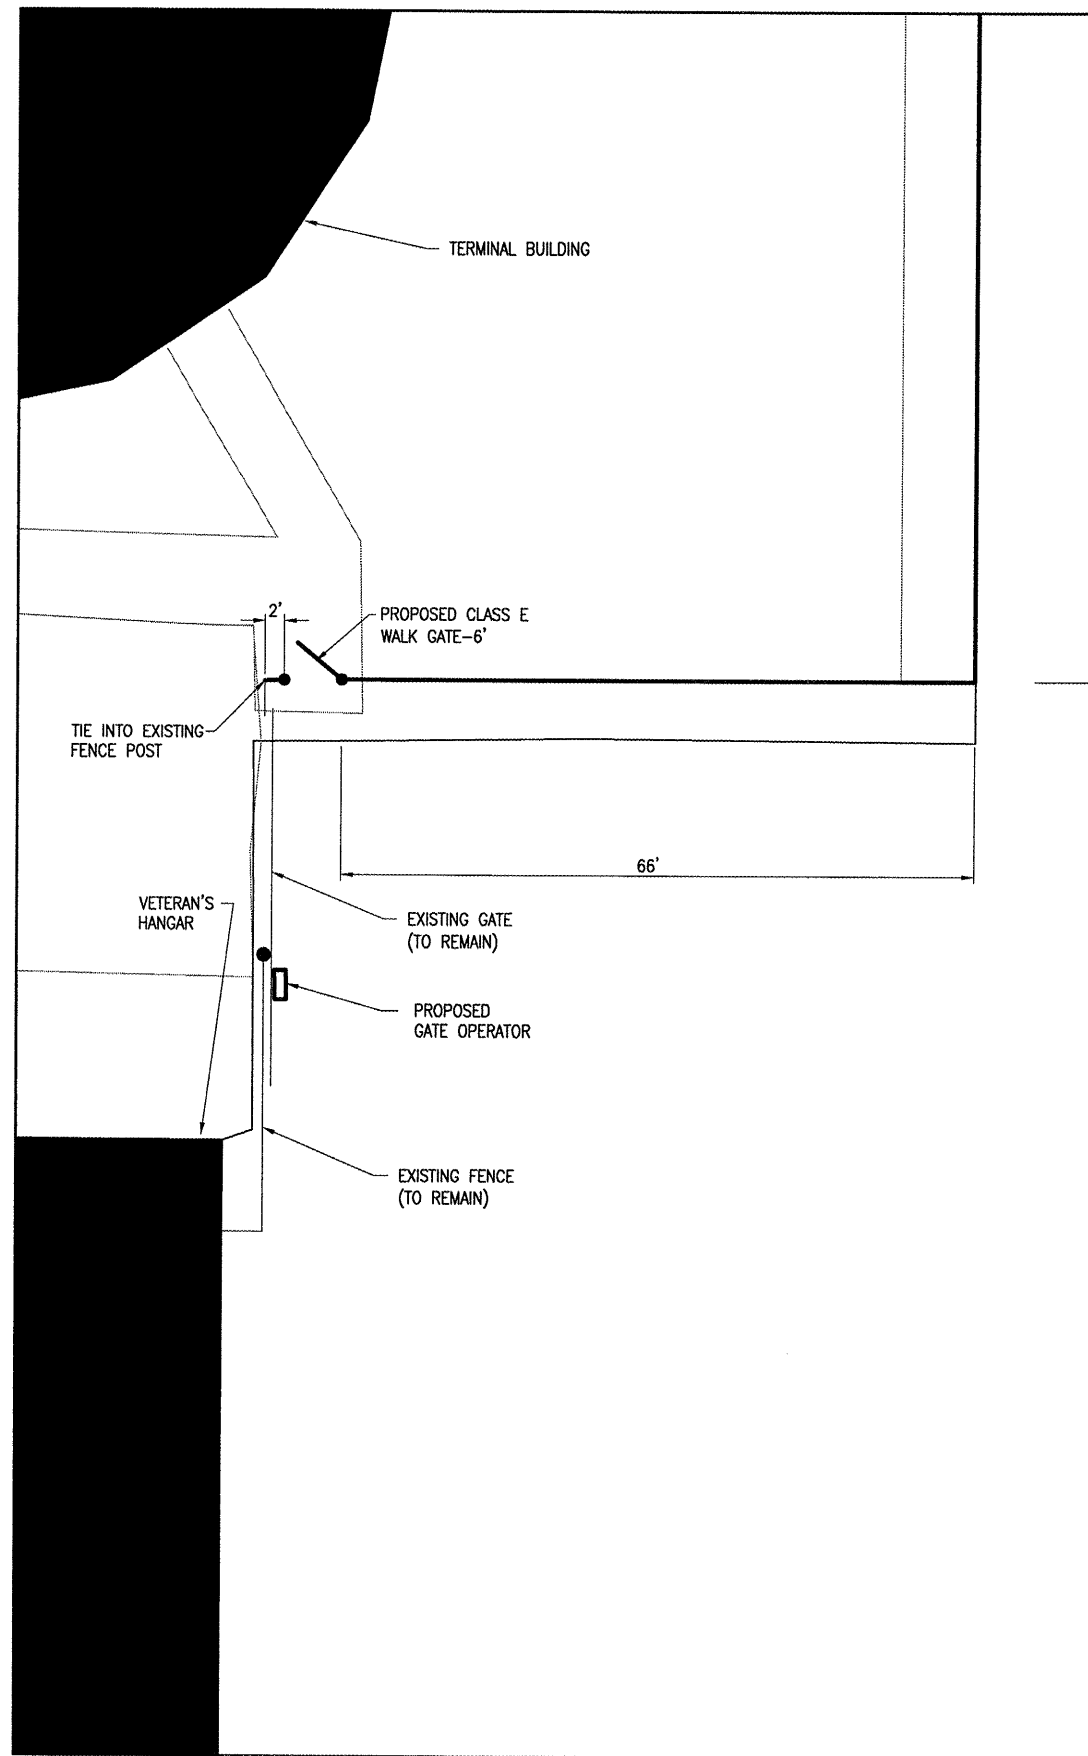 TERMINAL BUILDING
2'
PROPOSED CLASS E
WALK GATE-6'
TIE INTO EXISTING
FENCE POST
66'
VETERAN'S
HANGAR
EXISTING GATE
(TO REMAIN)
PROPOSED
GATE OPERATOR
EXISTING FENCE
(TO REMAIN)